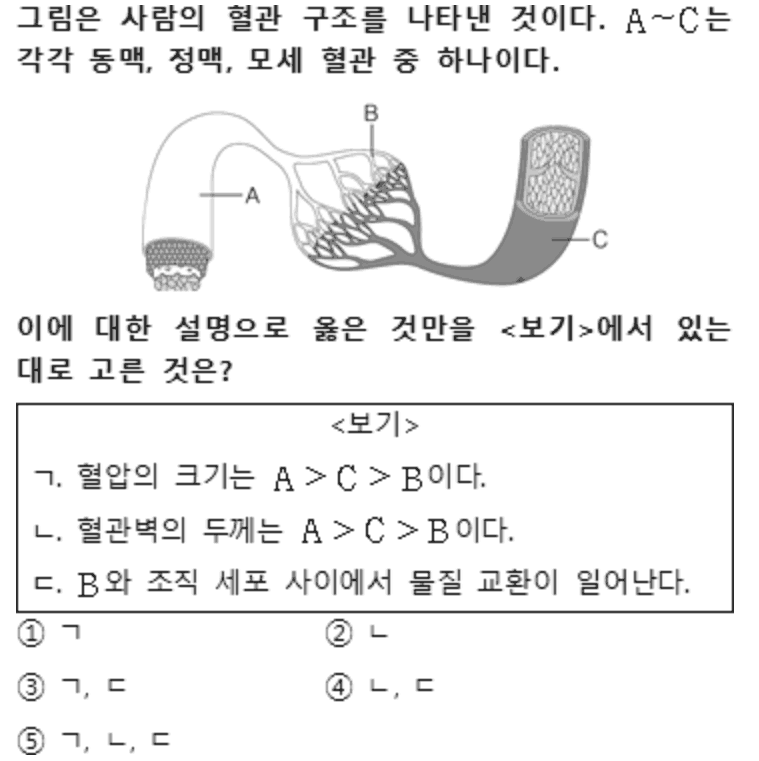 그림은 사람의 혈관 구조를 나타낸 것이다. A~C는
각각 동맥, 정맥, 모세 혈관 중 하나이다.
B
A
C
이에 대한 설명으로 옳은 것만을 <보기>에서 있는
대로 고른 것은?
<보기>
ㄱ. 혈압의 크기는 A > C > B이다.
ㄴ. 혈관벽의 두께는 A > C > B이다.
ㄷ. B와 조직 세포 사이에서 물질 교환이 일어난다.
① ㄱ ② ㄴ
③ ㄱ, ㄷ ④ ㄴ, ㄷ
⑤ ㄱ, ㄴ, ㄷ